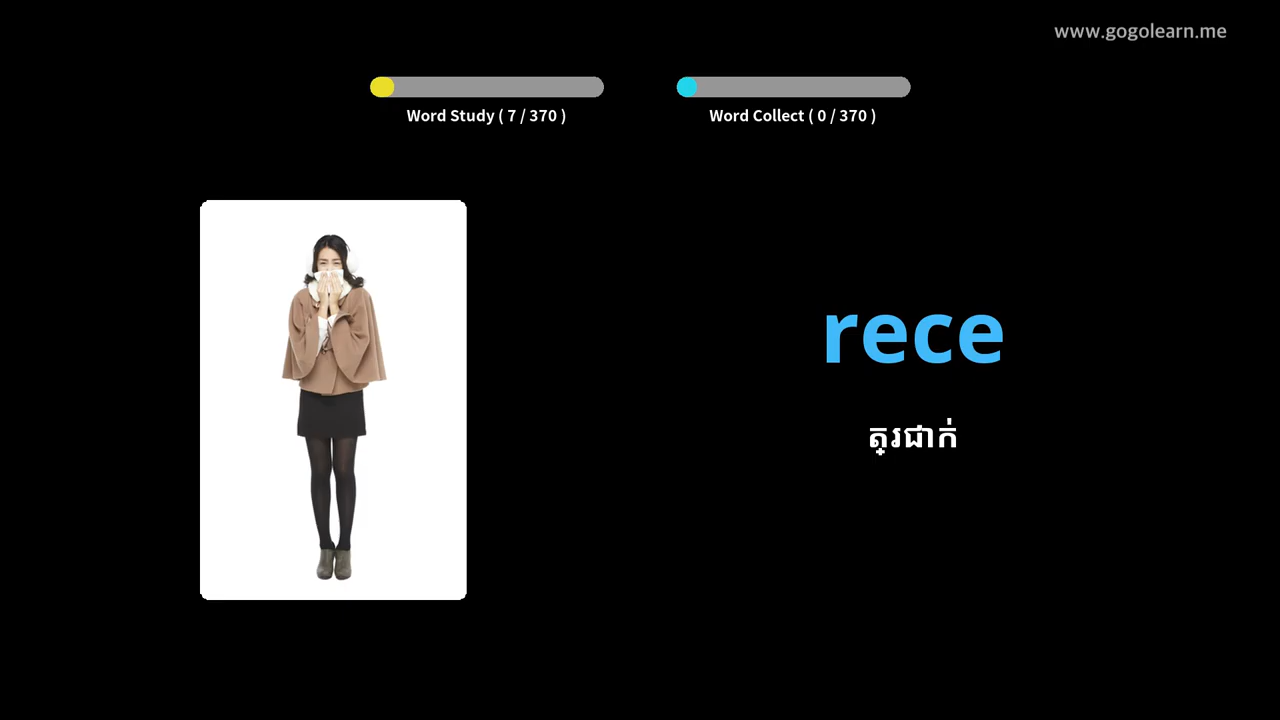 www.gogolearn.me
Word Study ( 7 / 370 )
Word Collect ( 0 / 370 )
rece
ត្រជាក់